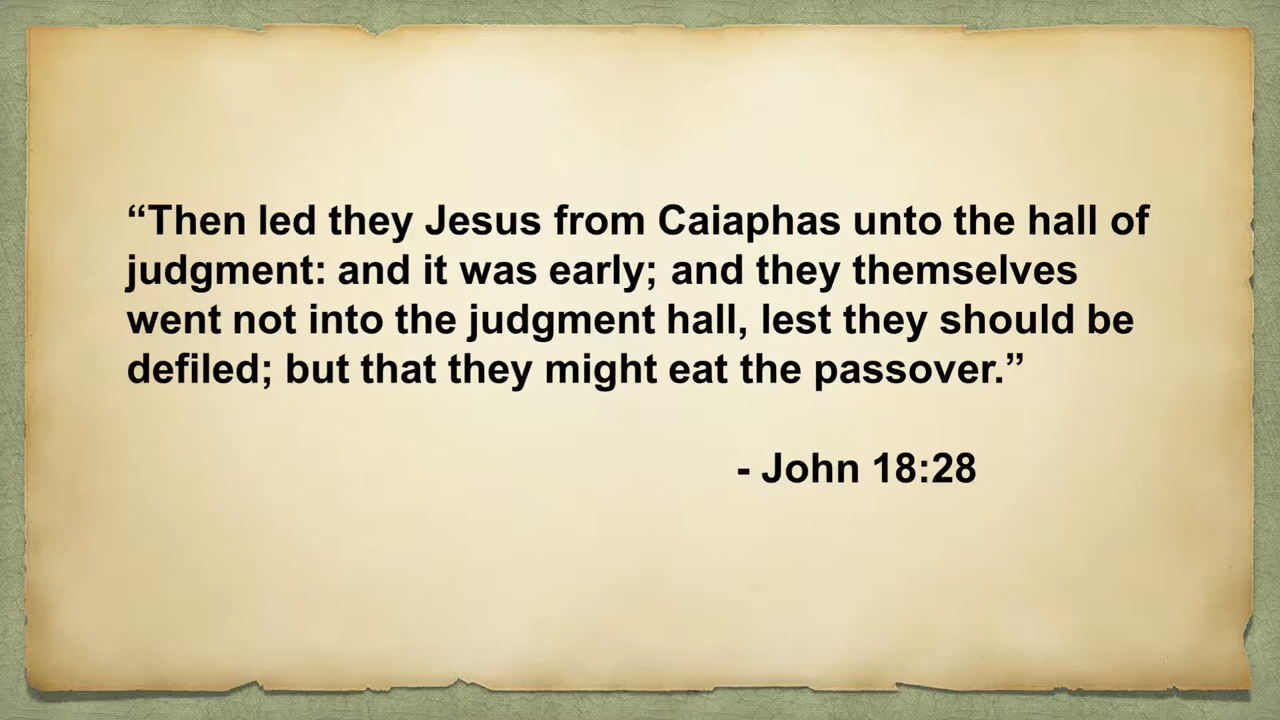 “Then led they Jesus from Caiaphas unto the hall of
judgment: and it was early; and they themselves
went not into the judgment hall, lest they should be
defiled; but that they might eat the passover.”
- John 18:28